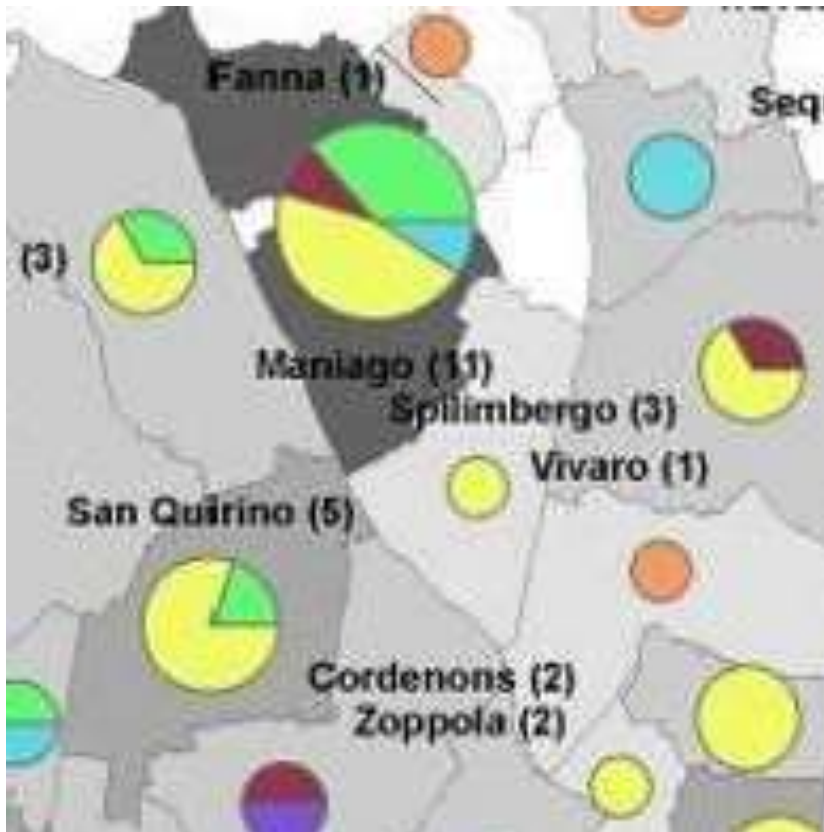 Fanna (1)
Seq
(3)
Maniago (11)
Spilimbergo (3)
Vivaro (1)
San Quirino (5)
Cordenons (2)
Zoppola (2)